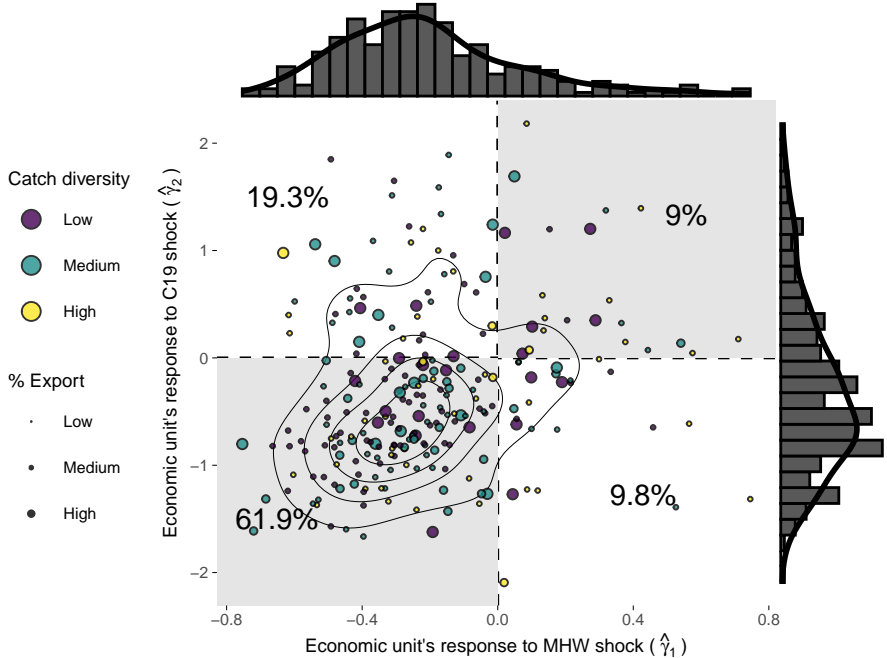 Catch diversity
Low
Medium
High
% Export
Low
Medium
High
Economic unit's response to C19 shock ( γ̂₂ )
2
1
0
−1
−2
19.3%
9%
61.9%
9.8%
−0.8
−0.4
0.0
0.4
0.8
Economic unit's response to MHW shock ( γ̂₁ )